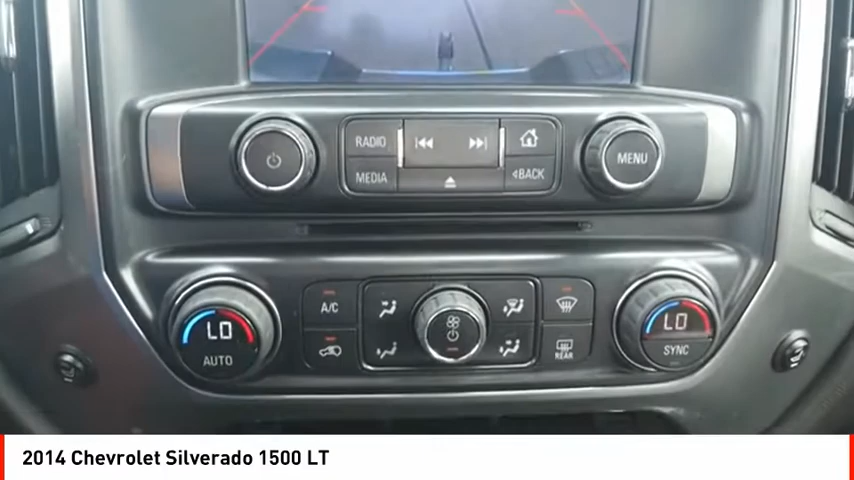 RADIO
MEDIA
BACK
MENU
A/C
LO
AUTO
REAR
LO
SYNC
2014 Chevrolet Silverado 1500 LT